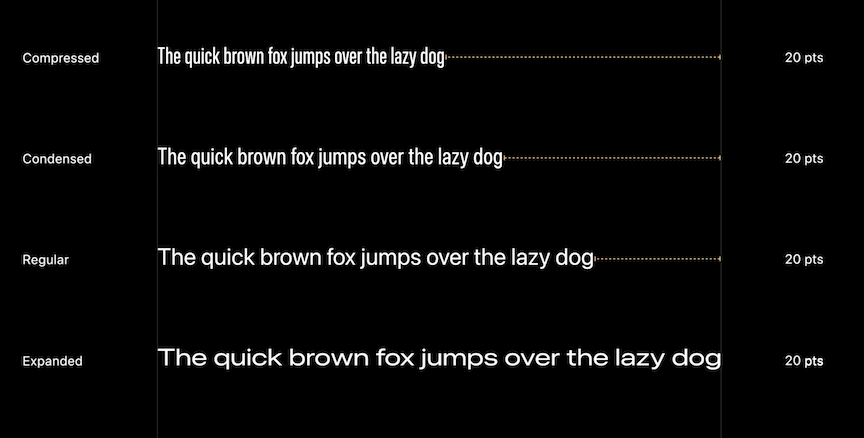 Compressed The quick brown fox jumps over the lazy dog 20 pts
Condensed The quick brown fox jumps over the lazy dog 20 pts
Regular The quick brown fox jumps over the lazy dog 20 pts
Expanded The quick brown fox jumps over the lazy dog 20 pts